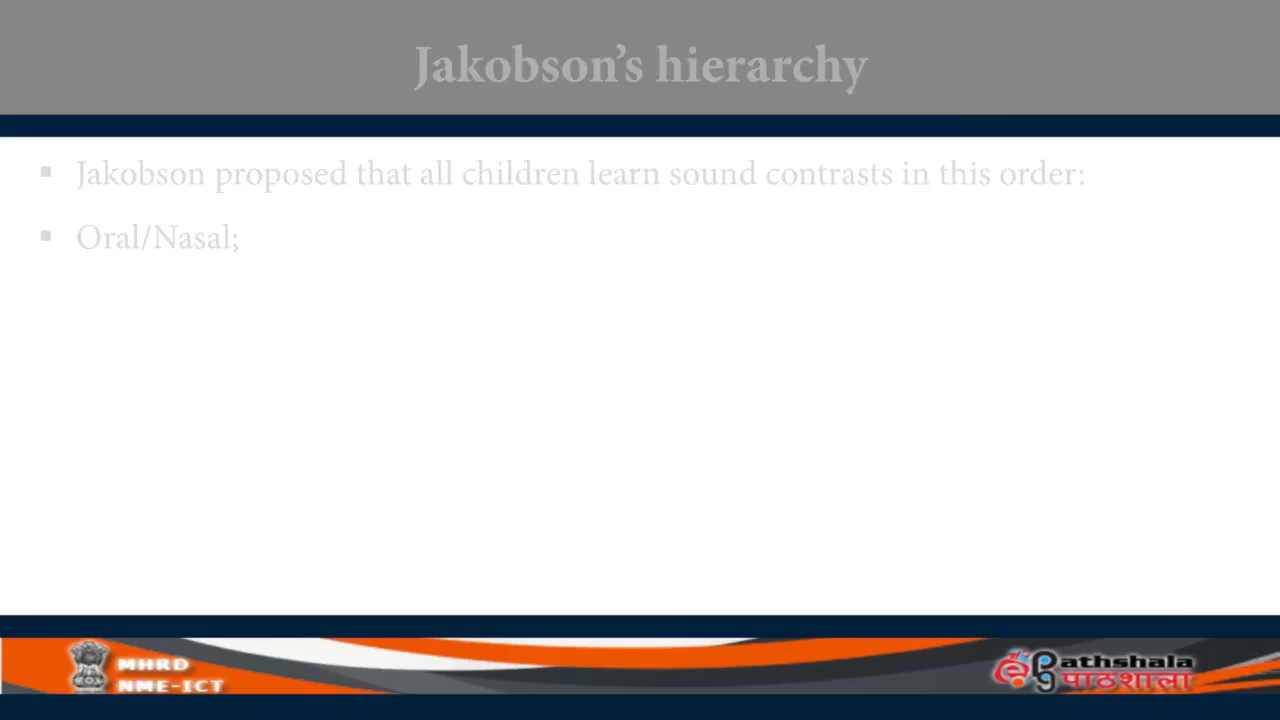 Jakobson’s hierarchy
▪ Jakobson proposed that all children learn sound contrasts in this order:
▪ Oral/Nasal;
MHRD
NME-ICT
Pathshala
पाठशाला